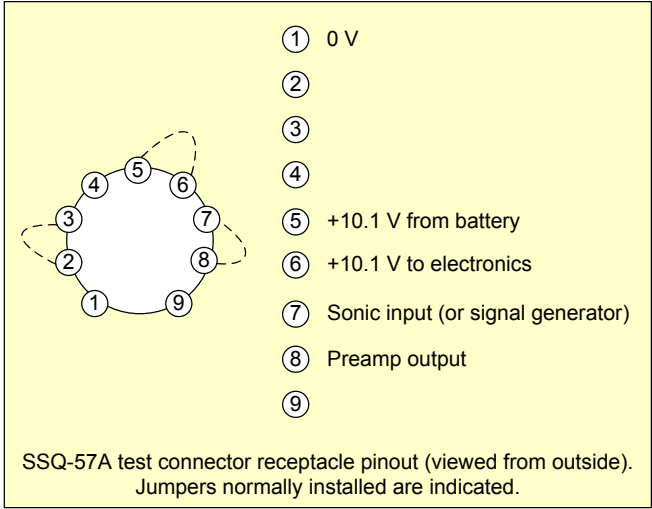 1 0 V
2
3
4
5 +10.1 V from battery
6 +10.1 V to electronics
7 Sonic input (or signal generator)
8 Preamp output
9
5
4
6
3
7
2
8
1
9
SSQ-57A test connector receptacle pinout (viewed from outside).
Jumpers normally installed are indicated.